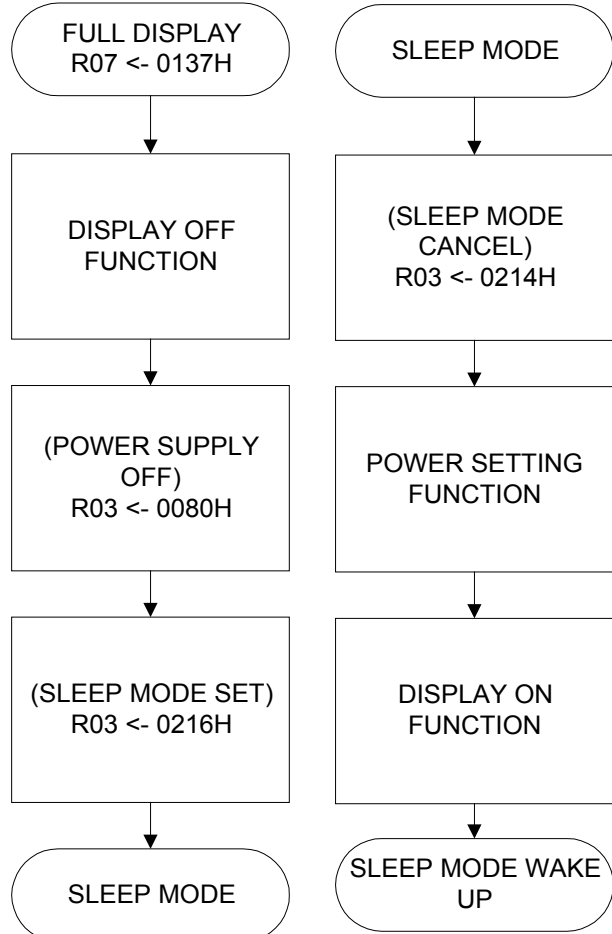 FULL DISPLAY
R07 <- 0137H
DISPLAY OFF
FUNCTION
(POWER SUPPLY
OFF)
R03 <- 0080H
(SLEEP MODE SET)
R03 <- 0216H
SLEEP MODE
SLEEP MODE
(SLEEP MODE
CANCEL)
R03 <- 0214H
POWER SETTING
FUNCTION
DISPLAY ON
FUNCTION
SLEEP MODE WAKE
UP